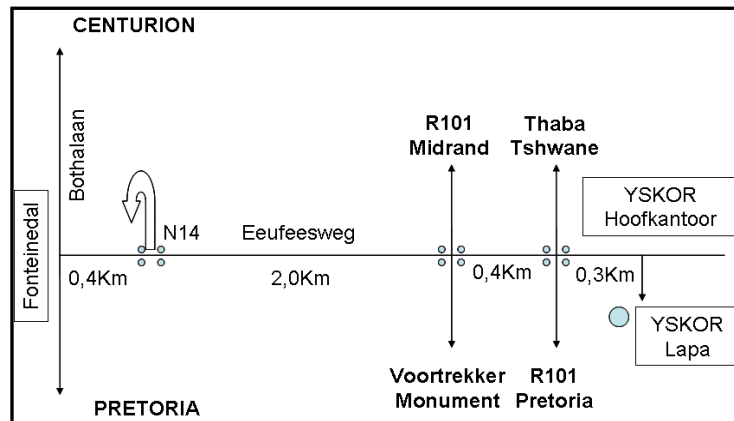 CENTURION
Bothalaan
R101
Midrand
Thaba
Tshwane
YSKOR
Hoofkantoor
Fonteinedal
N14
Eeufeesweg
0,4Km
2,0Km
0,4Km
0,3Km
YSKOR
Lapa
Voortrekker
Monument
R101
Pretoria
PRETORIA